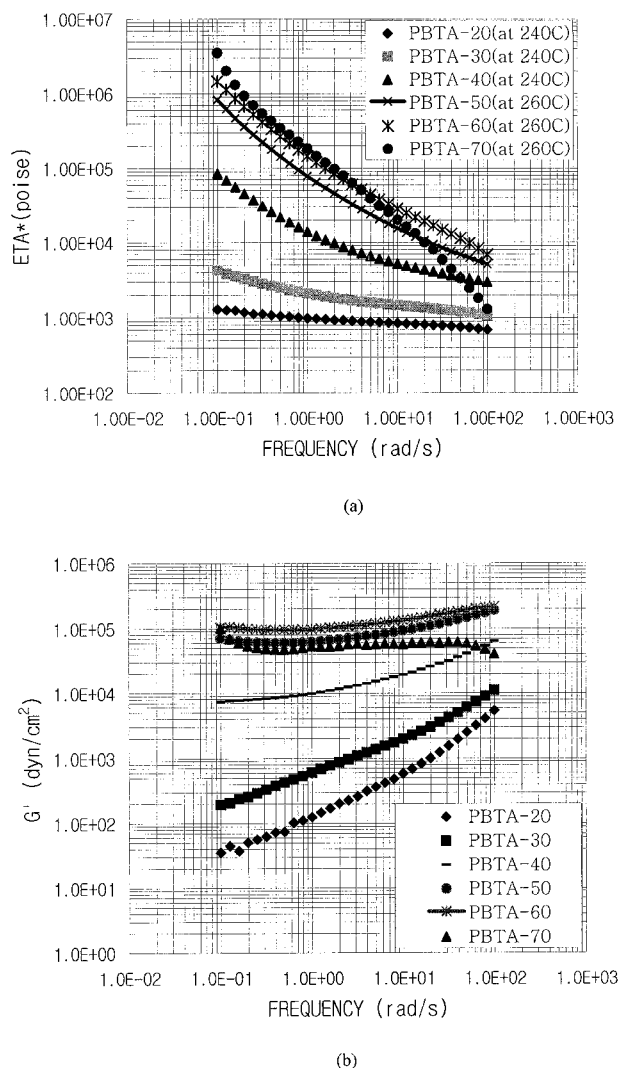 1.00E+07
1.00E+06
1.00E+05
1.00E+04
1.00E+03
1.00E+02
ETA*(poise)
PBTA-20(at 240C)
PBTA-30(at 240C)
PBTA-40(at 240C)
PBTA-50(at 260C)
PBTA-60(at 260C)
PBTA-70(at 260C)
1.00E-02 1.00E-01 1.00E+00 1.00E+01 1.00E+02 1.00E+03
FREQUENCY (rad/s)
(a)
1.0E+06
1.0E+05
1.0E+04
1.0E+03
1.0E+02
1.0E+01
1.0E+00
G' (dyn/cm²)
PBTA-20
PBTA-30
PBTA-40
PBTA-50
PBTA-60
PBTA-70
1.0E-02 1.0E-01 1.0E+00 1.0E+01 1.0E+02 1.0E+03
FREQUENCY (rad/s)
(b)